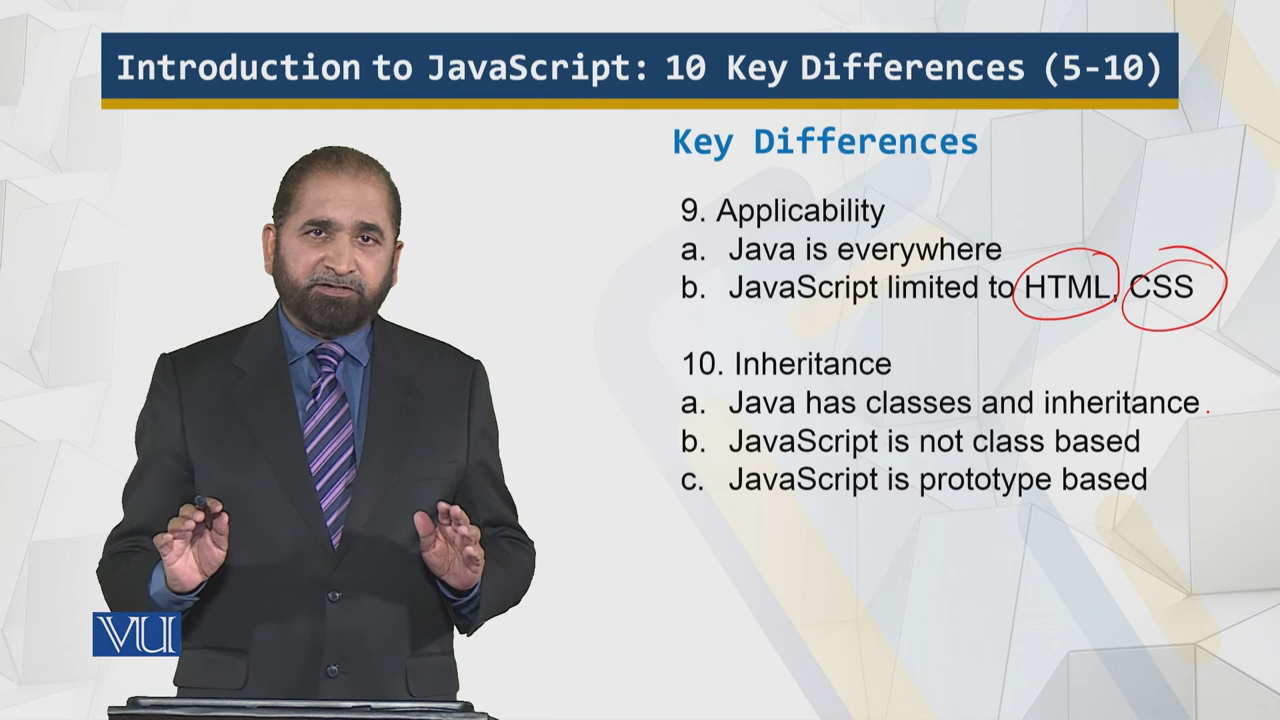 Introduction to JavaScript: 10 Key Differences (5-10)
Key Differences
9. Applicability
a. Java is everywhere
b. JavaScript limited to HTML, CSS
10. Inheritance
a. Java has classes and inheritance
b. JavaScript is not class based
c. JavaScript is prototype based
VU